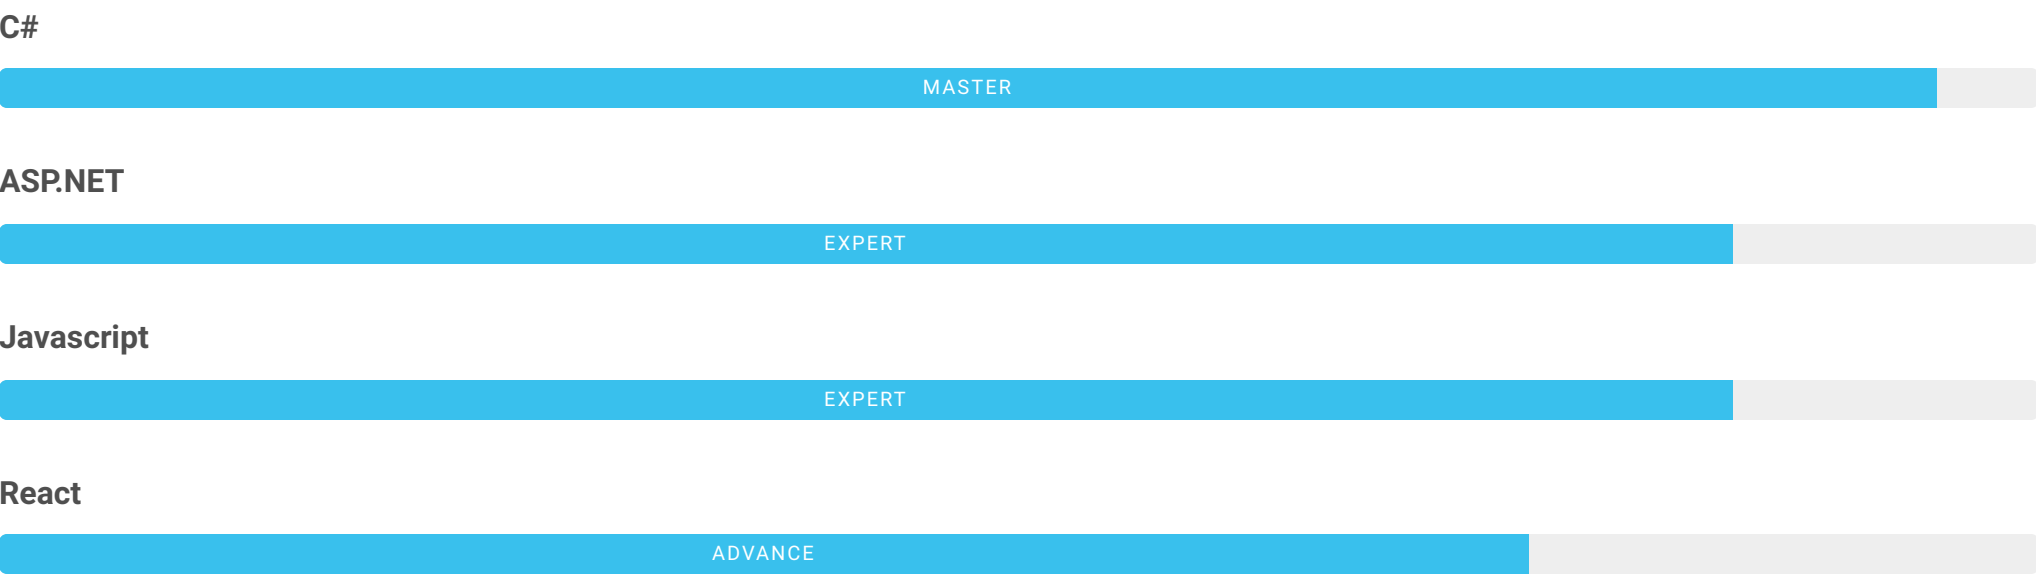 C#
MASTER
ASP.NET
EXPERT
Javascript
EXPERT
React
ADVANCE